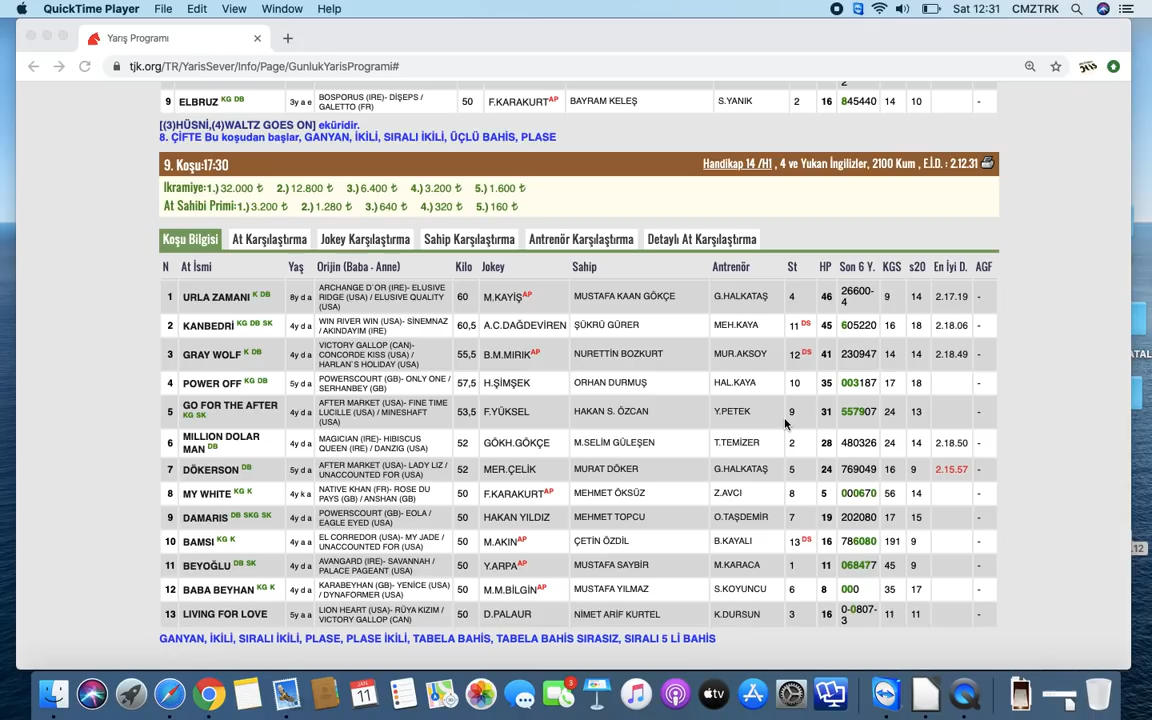 QuickTime Player File Edit View Window Help Sat 12:31 CMZTRK
Yarış Programı
tjk.org/TR/YarisSever/Info/Page/GunlukYarisProgrami#
9 ELBRUZ KG DB 3y a e BOSPORUS (IRE)- DİŞEPS / GALETTO (FR) 50 F.KARAKURT AP BAYRAM KELEŞ S.YANIK 2 16 845440 14 10 -
[(3)HÜSNİ,(4)WALTZ GOES ON] eküridir.
8. ÇİFTE Bu koşudan başlar, GANYAN, İKİLİ, SIRALI İKİLİ, ÜÇLÜ BAHİS, PLASE
9. Koşu:17:30 Handikap 14 /H1 , 4 ve Yukarı İngilizler, 2100 Kum , E.İ.D. : 2.12.31
İkramiye:1.) 32.000 ₺ 2.) 12.800 ₺ 3.) 6.400 ₺ 4.) 3.200 ₺ 5.) 1.600 ₺
At Sahibi Primi:1.) 3.200 ₺ 2.) 1.280 ₺ 3.) 640 ₺ 4.) 320 ₺ 5.) 160 ₺
Koşu Bilgisi At Karşılaştırma Jokey Karşılaştırma Sahip Karşılaştırma Antrenör Karşılaştırma Detaylı At Karşılaştırma
N At İsmi Yaş Orijin (Baba - Anne) Kilo Jokey Sahip Antrenör St HP Son 6 Y. KGS s20 En İyi D. AGF
1 URLA ZAMANI K DB 8y d a ARCHANGE D`OR (IRE)- ELUSIVE RIDGE (USA) / ELUSIVE QUALITY (USA) 60 M.KAYİŞ AP MUSTAFA KAAN GÖKÇE G.HALKATAŞ 4 46 26600-4 9 14 2.17.19 -
2 KANBEDRİ KG DB SK 4y d a WIN RIVER WIN (USA)- SİNEMNAZ / AKINDAYIM (IRE) 60,5 A.C.DAĞDEVİREN ŞÜKRÜ GÜRER MEH.KAYA 11 DS 45 605220 16 18 2.18.06 -
3 GRAY WOLF K DB 4y d a VICTORY GALLOP (CAN)- CONCORDE KISS (USA) / HARLAN`S HOLIDAY (USA) 55,5 B.M.MIRIK AP NURETTİN BOZKURT MUR.AKSOY 12 DS 41 230947 14 14 2.18.49 -
4 POWER OFF KG DB 5y d a POWERSCOURT (GB)- ONLY ONE / SERHANBEY (GB) 57,5 H.ŞİMŞEK ORHAN DURMUŞ HAL.KAYA 10 35 003187 17 18 -
5 GO FOR THE AFTER KG SK 4y d a AFTER MARKET (USA)- FINE TIME LUCILLE (USA) / MINESHAFT (USA) 53,5 F.YÜKSEL HAKAN S. ÖZCAN Y.PETEK 9 31 557907 24 13 -
6 MILLION DOLAR MAN DB 4y d a MAGICIAN (IRE)- HIBISCUS QUEEN (IRE) / DANZIG (USA) 52 GÖKH.GÖKÇE M.SELİM GÜLEŞEN T.TEMİZER 2 28 480326 24 14 2.18.50 -
7 DÖKERSON DB 5y d a AFTER MARKET (USA)- LADY LIZ / UNACCOUNTED FOR (USA) 52 MER.ÇELİK MURAT DÖKER G.HALKATAŞ 5 24 769049 16 9 2.15.57 -
8 MY WHITE KG K 4y k a NATIVE KHAN (FR)- ROSE DU PAYS (GB) / ANSHAN (GB) 50 F.KARAKURT AP MEHMET ÖKSÜZ Z.AVCI 8 5 000670 56 14 -
9 DAMARIS DB SKG SK 4y d a POWERSCOURT (GB)- EOLA / EAGLE EYED (USA) 50 HAKAN YILDIZ MEHMET TOPCU O.TAŞDEMİR 7 19 202080 17 15 -
10 BAMSI KG K 4y a a EL CORREDOR (USA)- MY JADE / UNACCOUNTED FOR (USA) 50 M.AKIN AP ÇETİN ÖZDİL B.KAYALI 13 DS 16 786080 191 9 -
11 BEYOĞLU DB SK 4y d a AVANGARD (IRE)- SAVANNAH / PALACE PAGEANT (USA) 50 Y.ARPA AP MUSTAFA SAYBİR M.KARACA 1 11 068477 45 9 -
12 BABA BEYHAN KG K 4y d a KARABEYHAN (GB)- YENİCE (USA) / DYNAFORMER (USA) 50 M.M.BİLGİN AP MUSTAFA YILMAZ S.KOYUNCU 6 8 000 35 17 -
13 LIVING FOR LOVE 5y a a LION HEART (USA)- RÜYA KIZIM / VICTORY GALLOP (CAN) 50 D.PALAUR NİMET ARİF KURTEL K.DURSUN 3 16 0-0807-3 11 11 -
GANYAN, İKİLİ, SIRALI İKİLİ, PLASE, PLASE İKİLİ, TABELA BAHİS, TABELA BAHİS SIRASIZ, SIRALI 5 Lİ BAHİS
JAN 11 3 tv